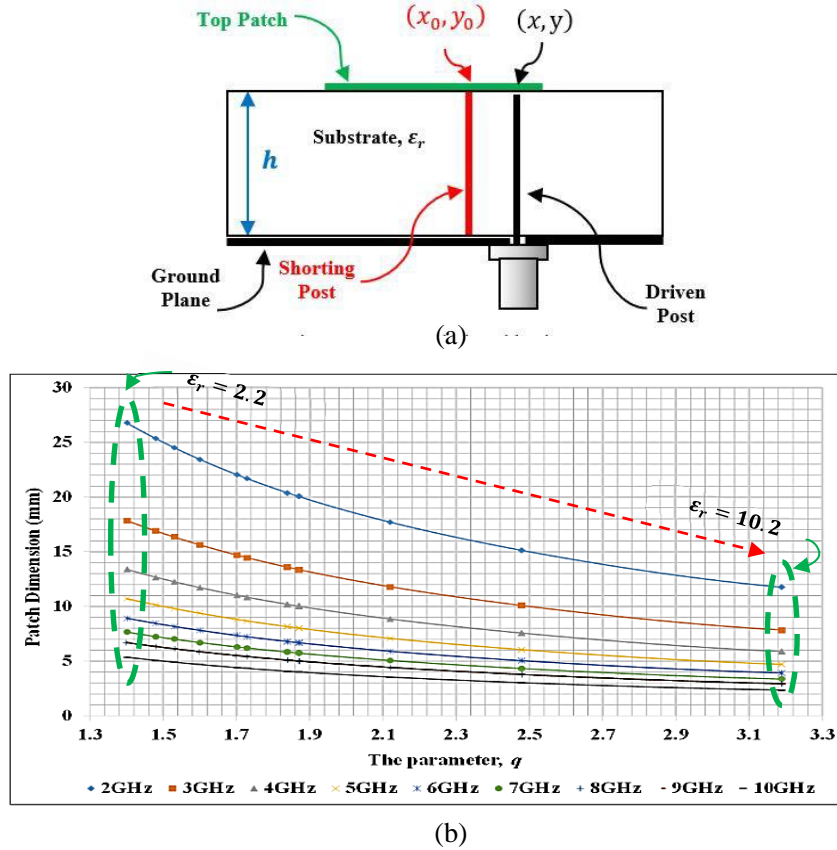 Top Patch
(x₀, y₀)
(x, y)
Substrate, εᵣ
h
Ground Plane
Shorting Post
Driven Post
(a)
εᵣ = 2.2
εᵣ = 10.2
Patch Dimension (mm)
30
25
20
15
10
5
0
1.3 1.5 1.7 1.9 2.1 2.3 2.5 2.7 2.9 3.1 3.3
The parameter, q
2GHz 3GHz 4GHz 5GHz 6GHz 7GHz 8GHz 9GHz 10GHz
(b)